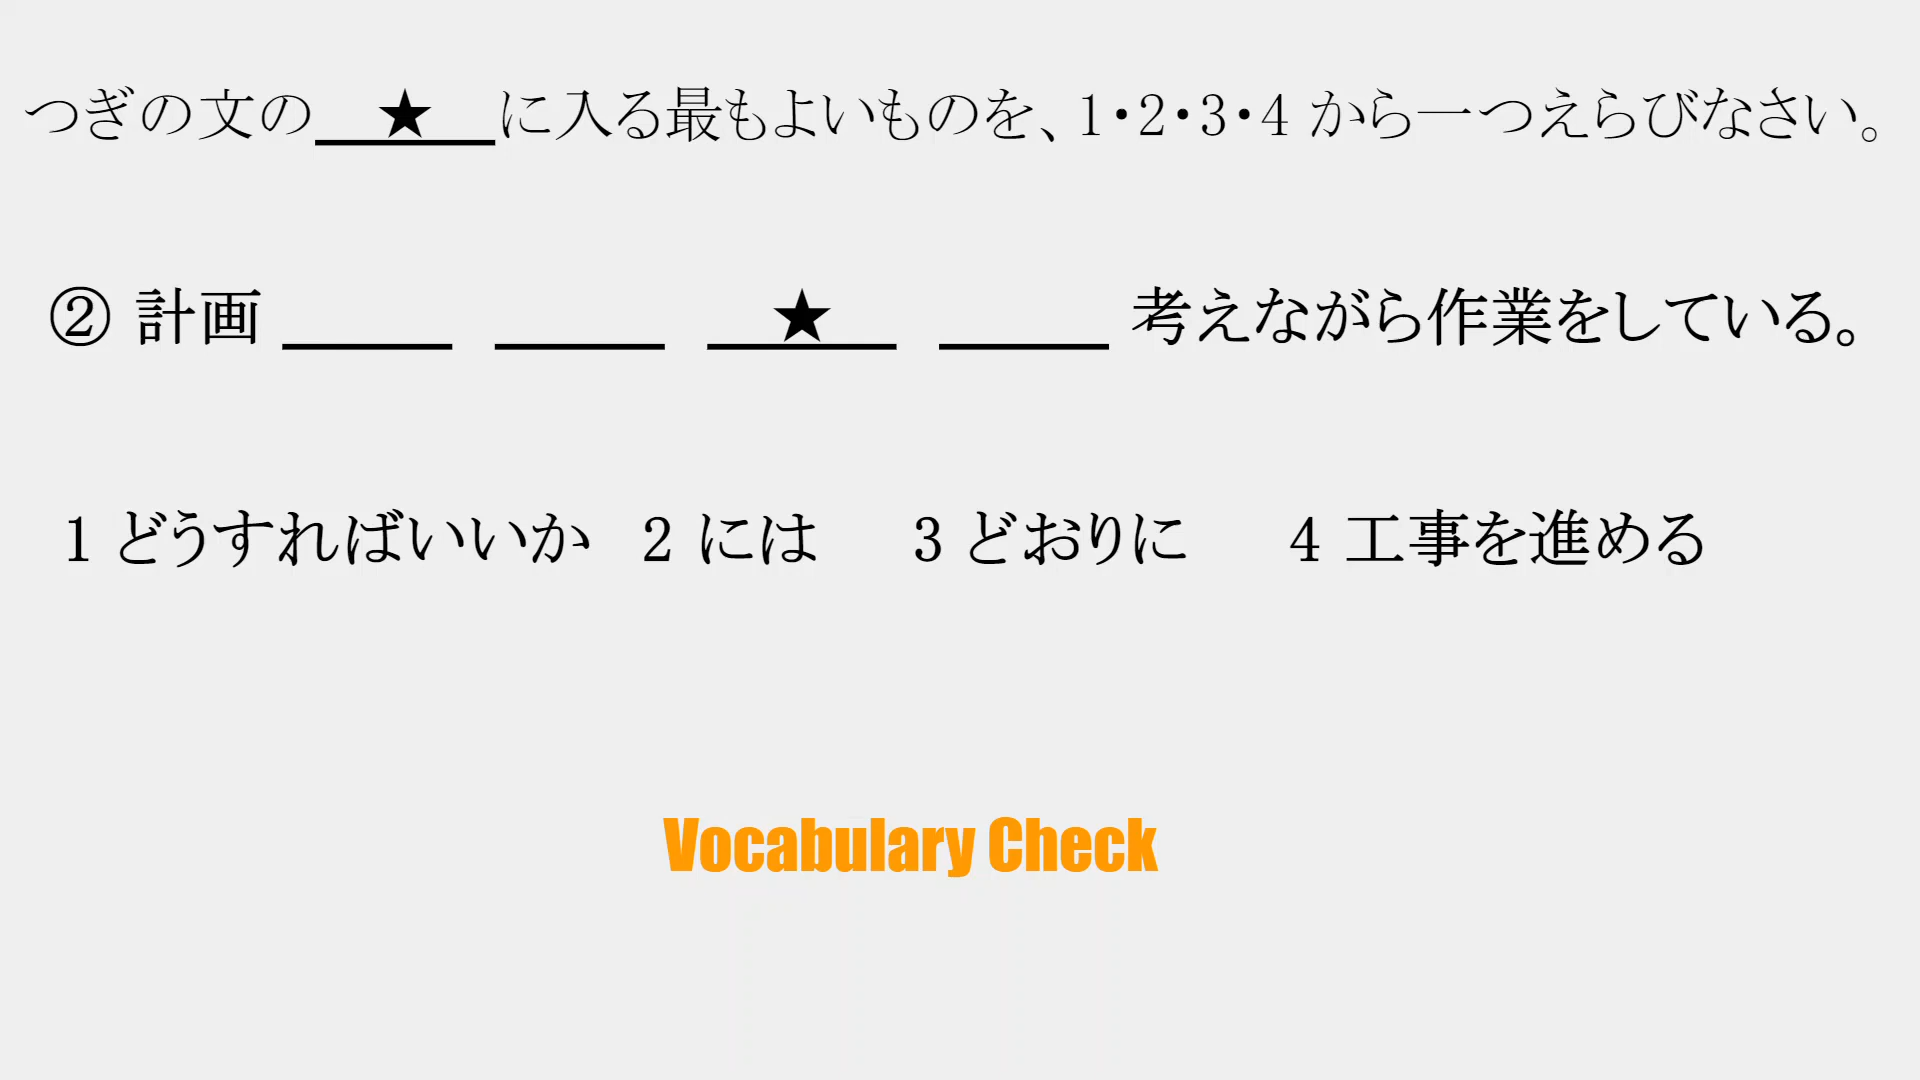 つぎの文の ★ に入る最もよいものを、1・2・3・4 から一つえらびなさい。
② 計画 ____ ____ __★__ ____ 考えながら作業をしている。
1 どうすればいいか 2 には 3 どおりに 4 工事を進める
Vocabulary Check